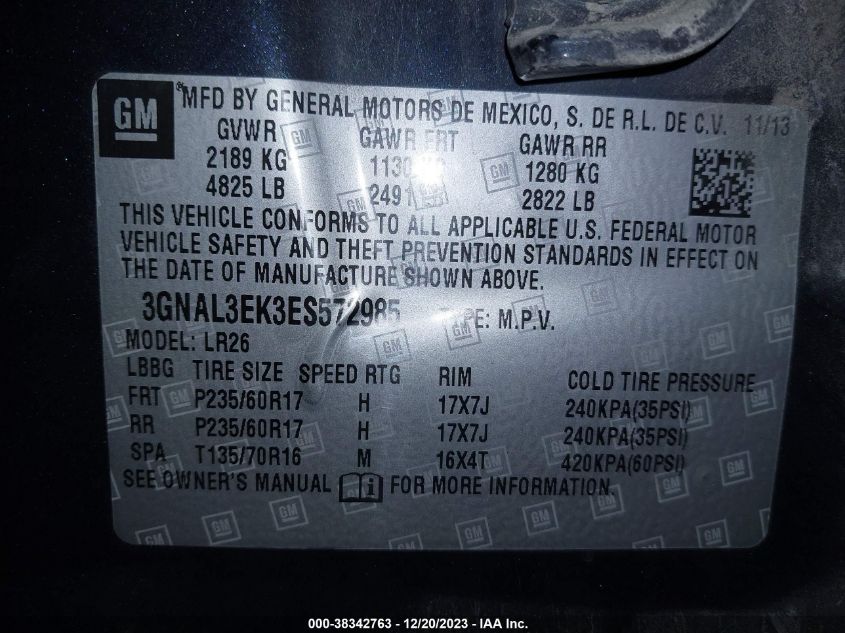 GM
MFD BY GENERAL MOTORS DE MEXICO, S. DE R.L. DE C.V. 11/13
GVWR GAWR FRT GAWR RR
2189 KG 1280 KG
4825 LB 2822 LB
THIS VEHICLE CONFORMS TO ALL APPLICABLE U.S. FEDERAL MOTOR
VEHICLE SAFETY AND THEFT PREVENTION STANDARDS IN EFFECT ON
THE DATE OF MANUFACTURE SHOWN ABOVE.
3GNAL3EK3ES572985 M.P.V.
MODEL: LR26
LBBG TIRE SIZE SPEED RTG RIM COLD TIRE PRESSURE
FRT P235/60R17 H 17X7J 240KPA(35PSI)
RR P235/60R17 H 17X7J 240KPA(35PSI)
SPA T135/70R16 M 16X4T 420KPA(60PSI)
SEE OWNER'S MANUAL FOR MORE INFORMATION.
000-38342763 - 12/20/2023 - IAA Inc.